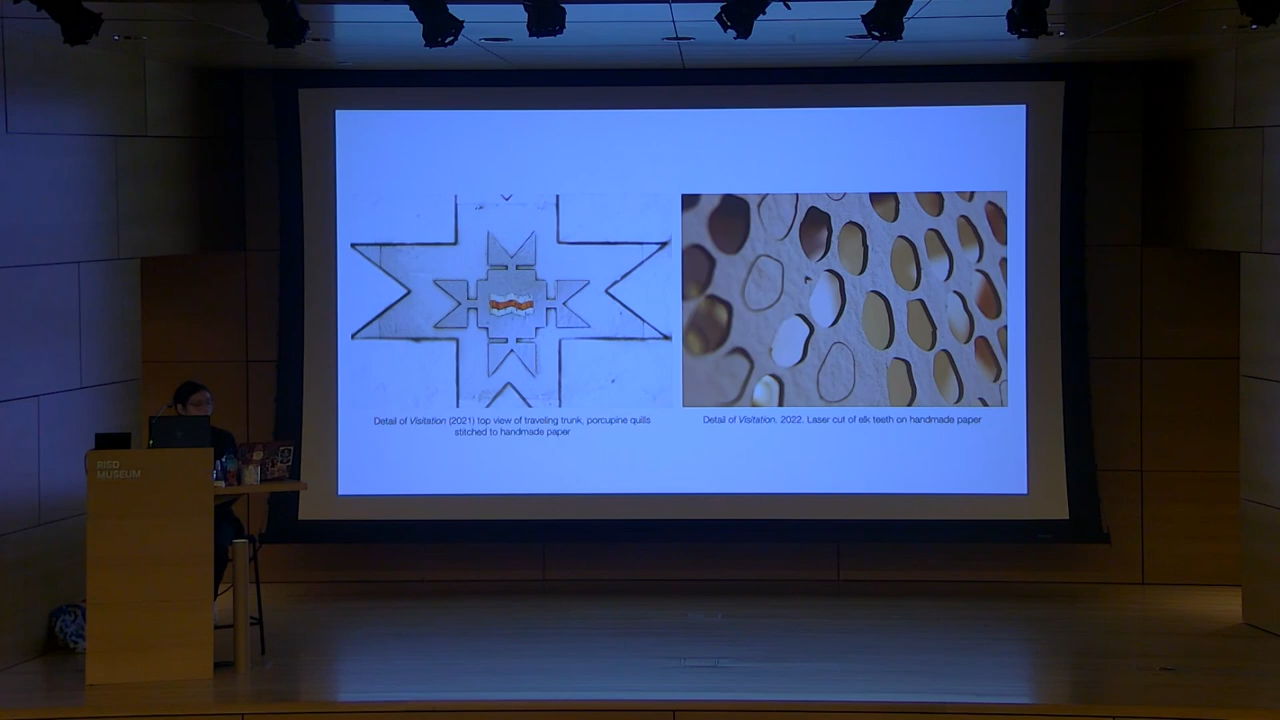 Detail of Visitation (2021) top view of traveling trunk, porcupine quills
stitched to handmade paper
Detail of Visitation. 2022. Laser cut of elk teeth on handmade paper
RISD
MUSEUM